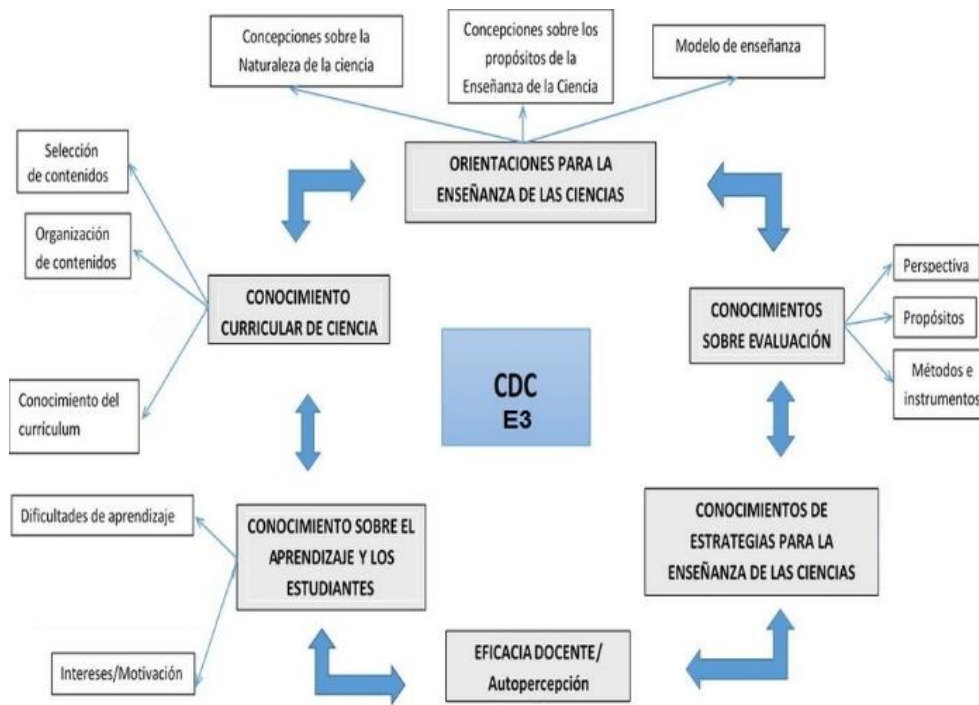 Concepciones sobre la
Naturaleza de la ciencia
Concepciones sobre los
propósitos de la
Enseñanza de la Ciencia
Modelo de enseñanza
ORIENTACIONES PARA LA
ENSEÑANZA DE LAS CIENCIAS
Selección
de contenidos
Organización
de contenidos
Conocimiento del
currículum
CONOCIMIENTO
CURRICULAR DE CIENCIA
CDC
E3
CONOCIMIENTOS
SOBRE EVALUACIÓN
Perspectiva
Propósitos
Métodos e
instrumentos
Dificultades de aprendizaje
Intereses/Motivación
CONOCIMIENTO SOBRE EL
APRENDIZAJE Y LOS
ESTUDIANTES
EFICACIA DOCENTE/
Autopercepción
CONOCIMIENTOS DE
ESTRATEGIAS PARA LA
ENSEÑANZA DE LAS CIENCIAS